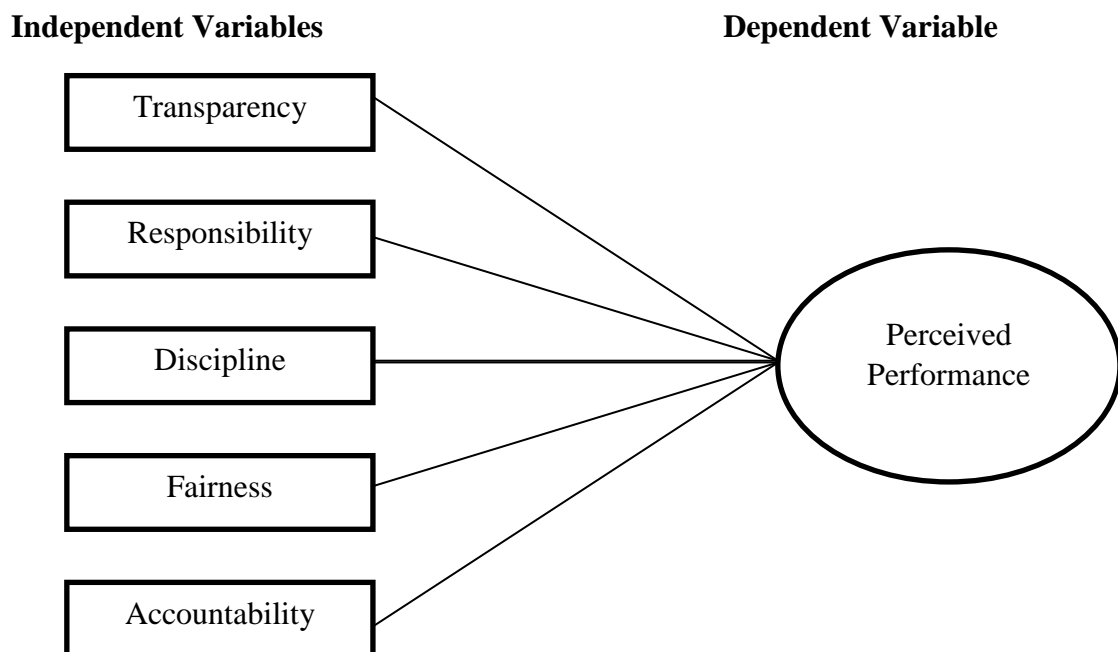 Independent Variables
Dependent Variable
Transparency
Responsibility
Discipline
Fairness
Accountability
Perceived
Performance